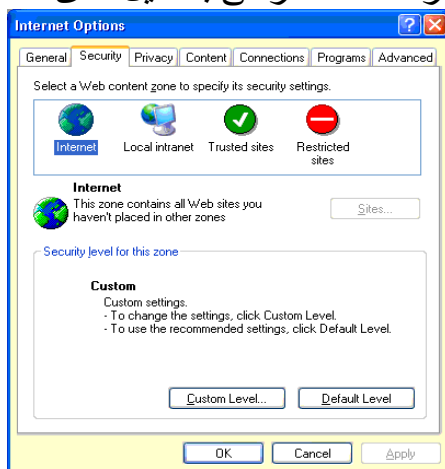 Internet Options
General Security Privacy Content Connections Programs Advanced
Select a Web content zone to specify its security settings.
Internet Local intranet Trusted sites Restricted sites
Internet
This zone contains all Web sites you
haven't placed in other zones
Sites...
Security level for this zone
Custom
Custom settings.
- To change the settings, click Custom Level.
- To use the recommended settings, click Default Level.
Custom Level... Default Level
OK Cancel Apply